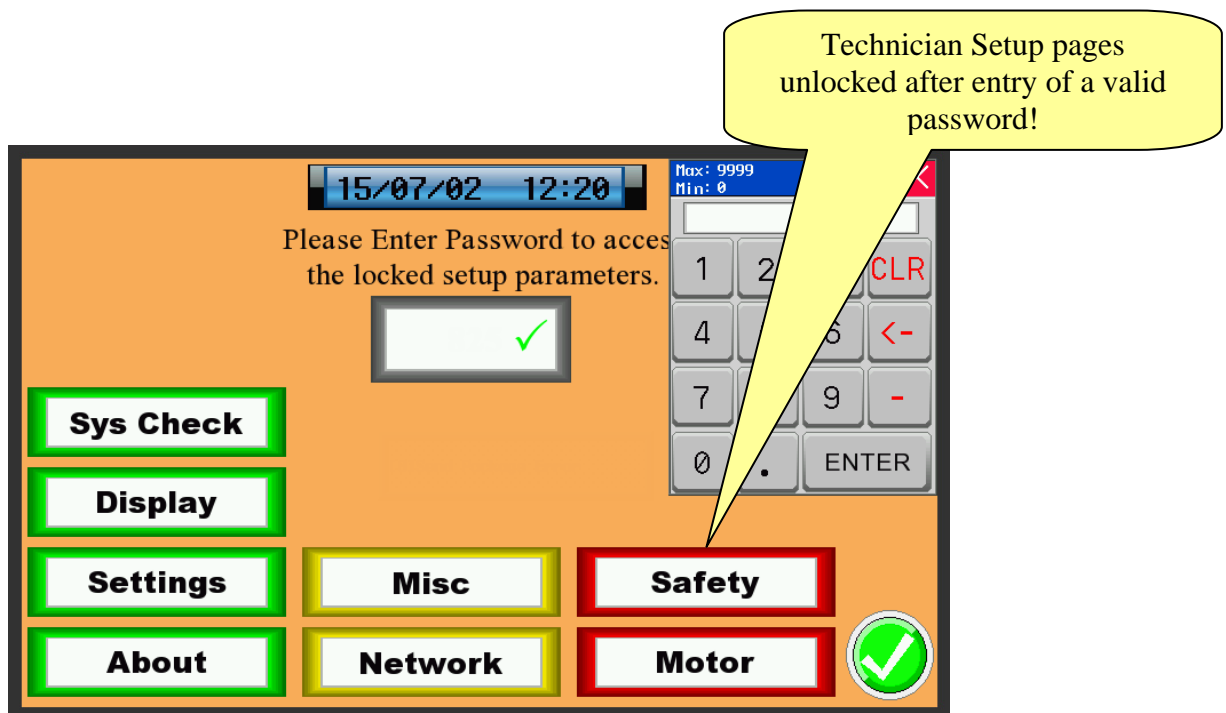 Technician Setup pages
unlocked after entry of a valid
password!
15/07/02 12:20
Max: 9999
Min: 0
Please Enter Password to acces
the locked setup parameters.
1 2 CLR
4 6 <-
7 9 -
0 . ENTER
Sys Check
Display
Settings Misc Safety
About Network Motor